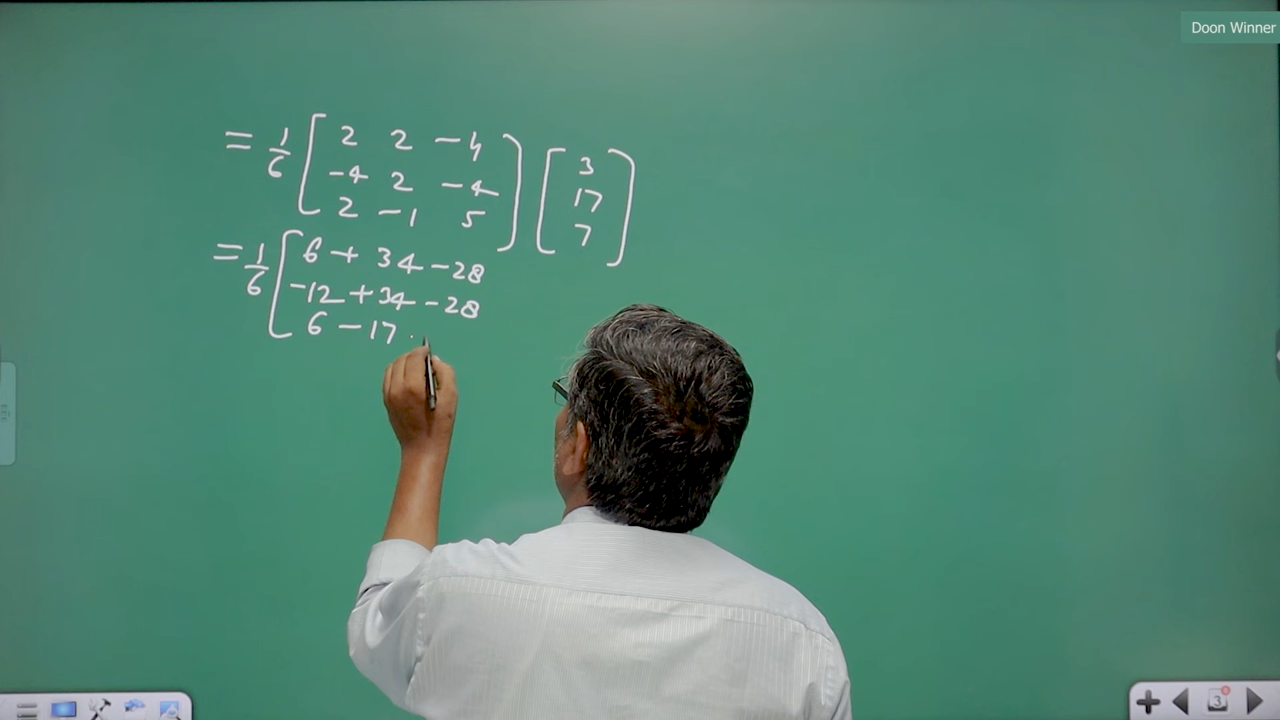 Doon Winner
= 1/6 [ 2 2 -4
-4 2 -4
2 -1 5 ] [ 3
17
7 ]
= 1/6 [ 6 + 34 - 28
-12 + 34 - 28
6 - 17
3